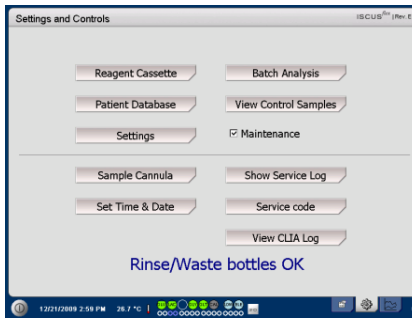 Settings and Controls
ISCUSflex | Rev. E
Reagent Cassette
Batch Analysis
Patient Database
View Control Samples
Settings
Maintenance
Sample Cannula
Show Service Log
Set Time & Date
Service code
View CLIA Log
Rinse/Waste bottles OK
12/21/2009 2:59 PM 28.7 °C